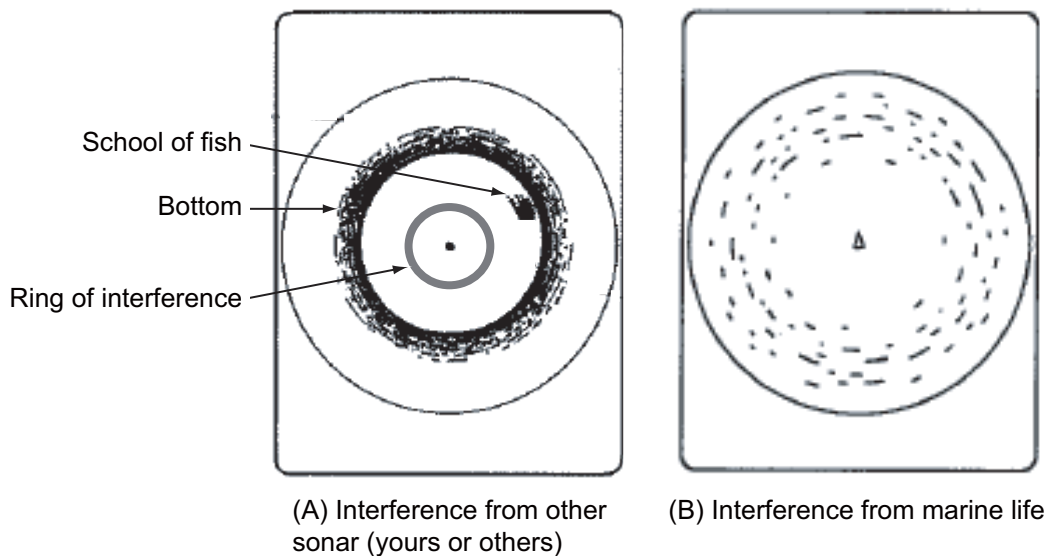 School of fish
Bottom
Ring of interference
(A) Interference from other
sonar (yours or others)
(B) Interference from marine life